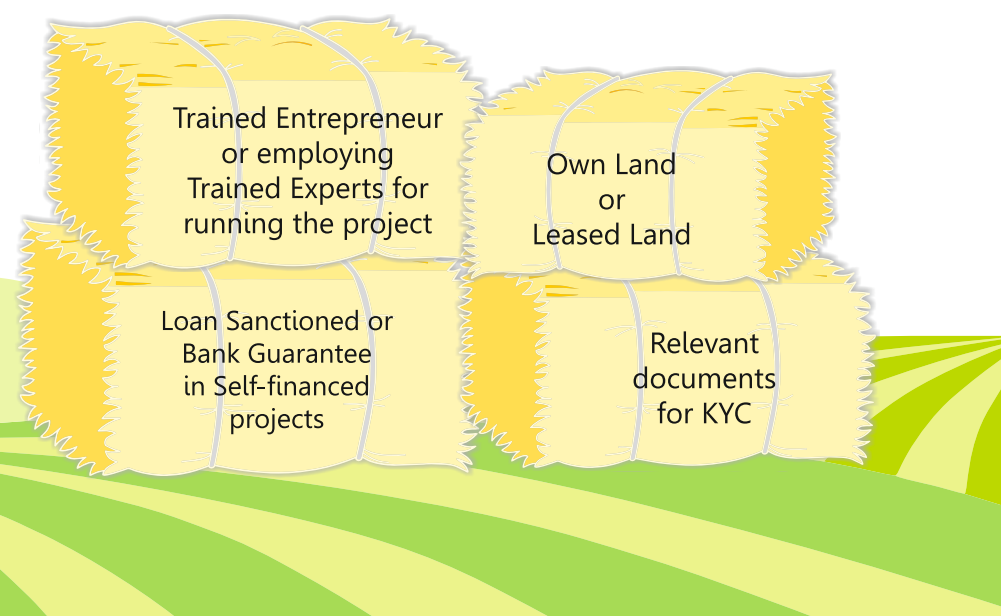 Trained Entrepreneur
or employing
Trained Experts for
running the project
Own Land
or
Leased Land
Loan Sanctioned or
Bank Guarantee
in Self-financed
projects
Relevant
documents
for KYC